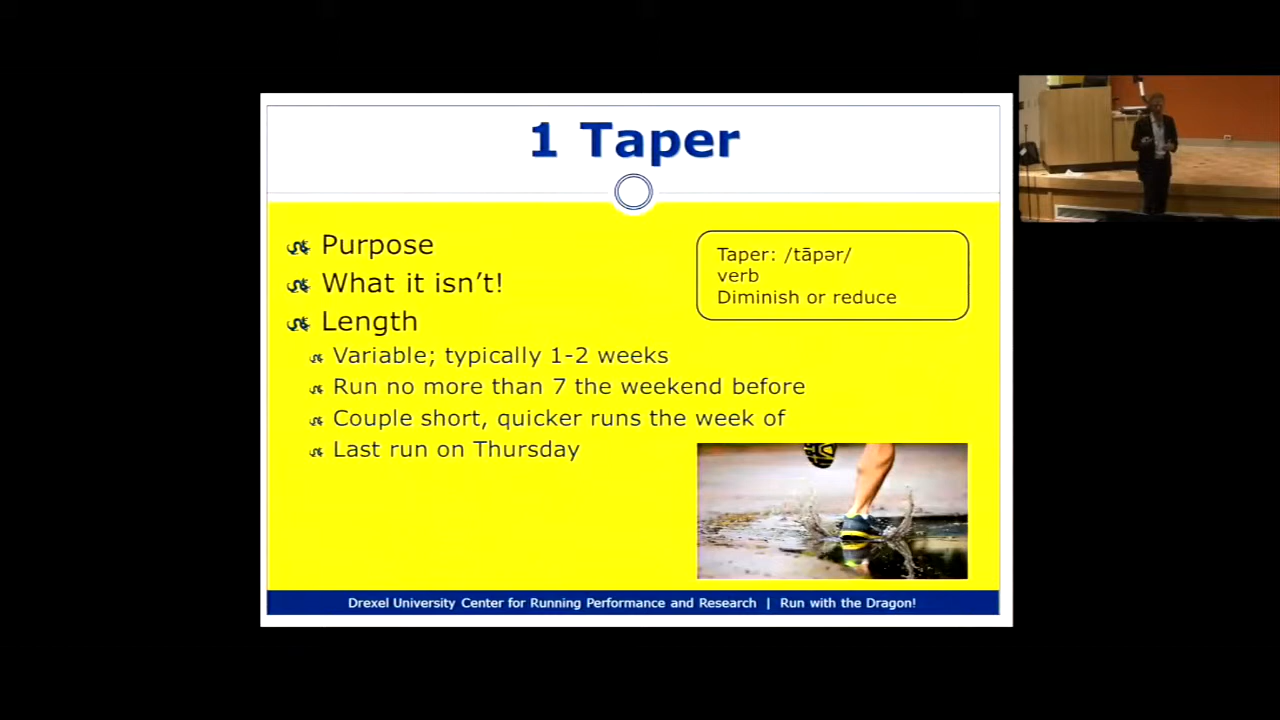 1 Taper
Purpose
What it isn't!
Length
Variable; typically 1-2 weeks
Run no more than 7 the weekend before
Couple short, quicker runs the week of
Last run on Thursday
Taper: /tāpər/
verb
Diminish or reduce
Drexel University Center for Running Performance and Research | Run with the Dragon!